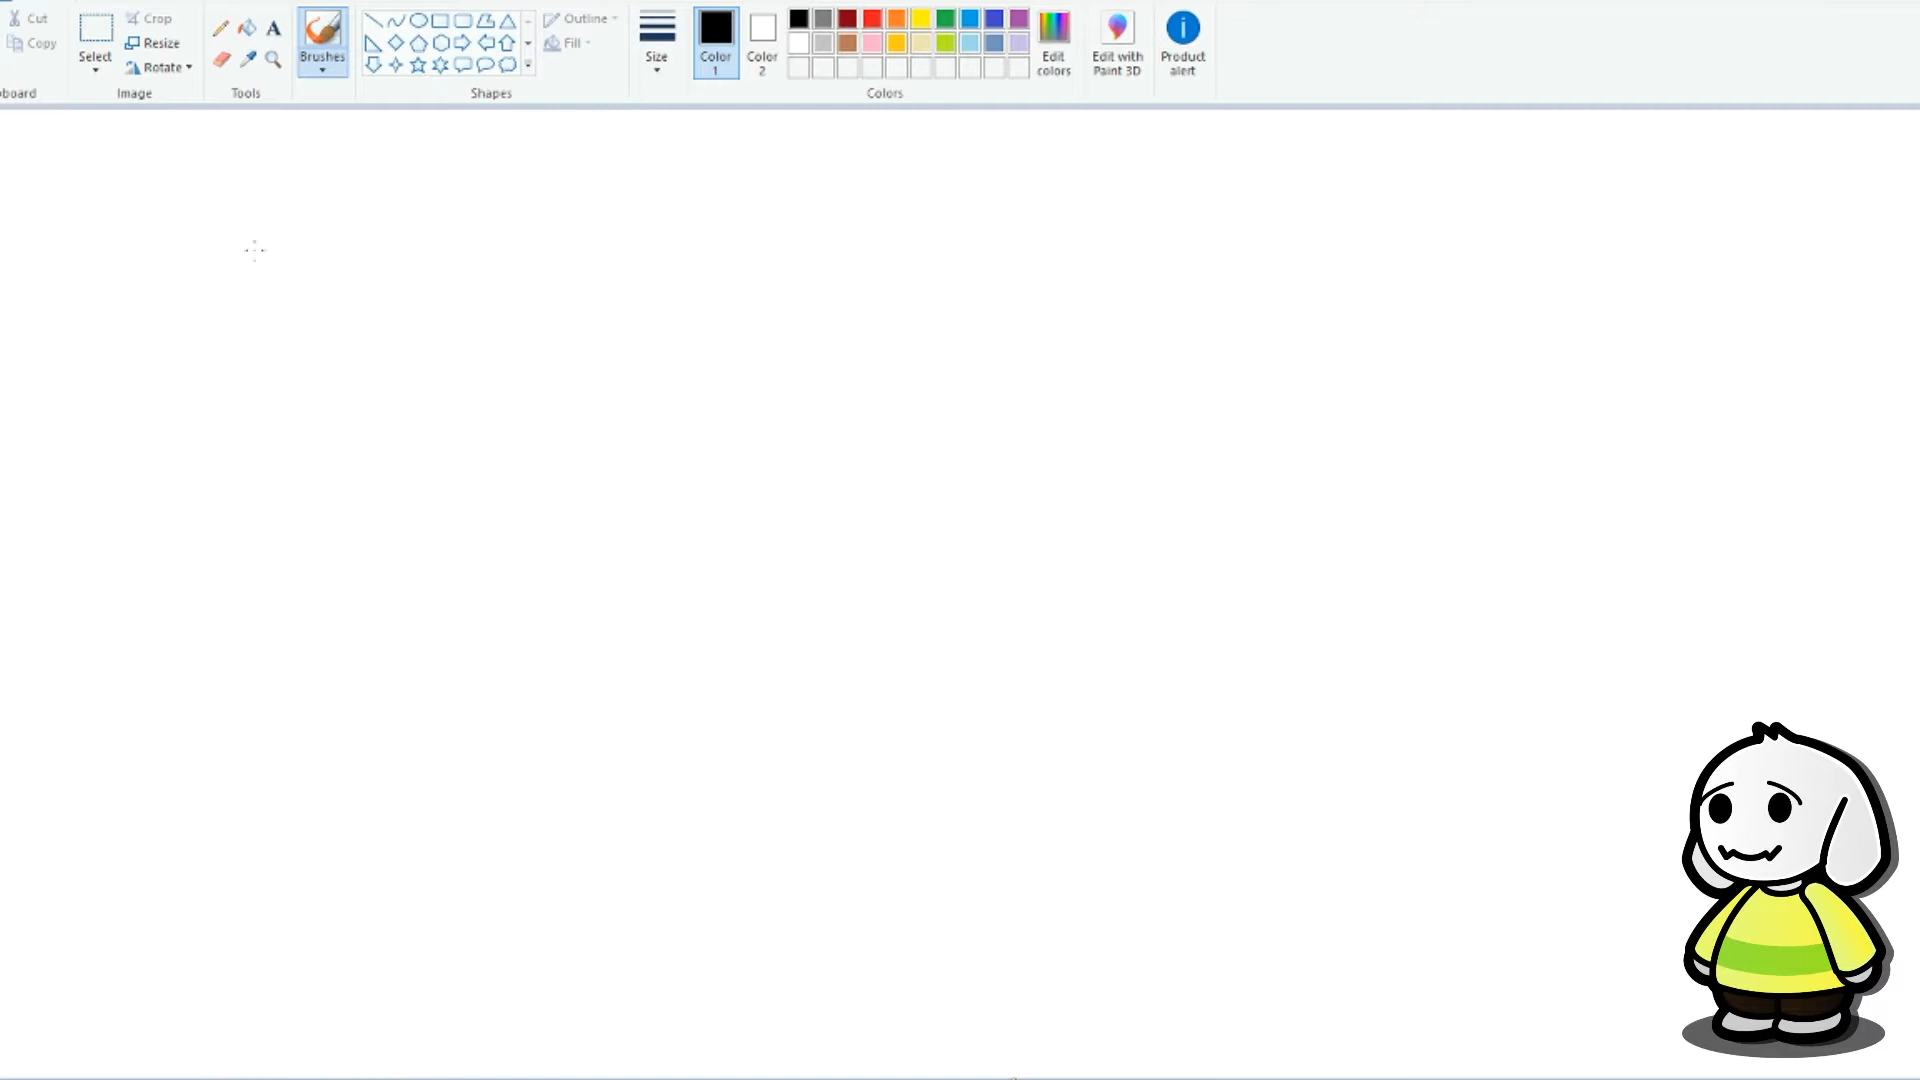 Cut
Crop
Copy
Select
Resize
Rotate
Brushes
Outline
Fill
Size
Color
1
Color
2
Edit
colors
Edit with
Paint 3D
Product
alert
board
Image
Tools
Shapes
Colors